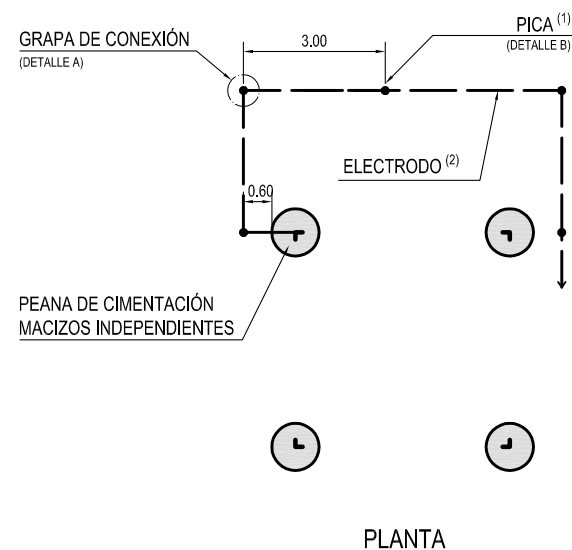 GRAPA DE CONEXIÓN
(DETALLE A)
3.00
PICA (1)
(DETALLE B)
ELECTRODO (2)
0.60
PEANA DE CIMENTACIÓN
MACIZOS INDEPENDIENTES
PLANTA